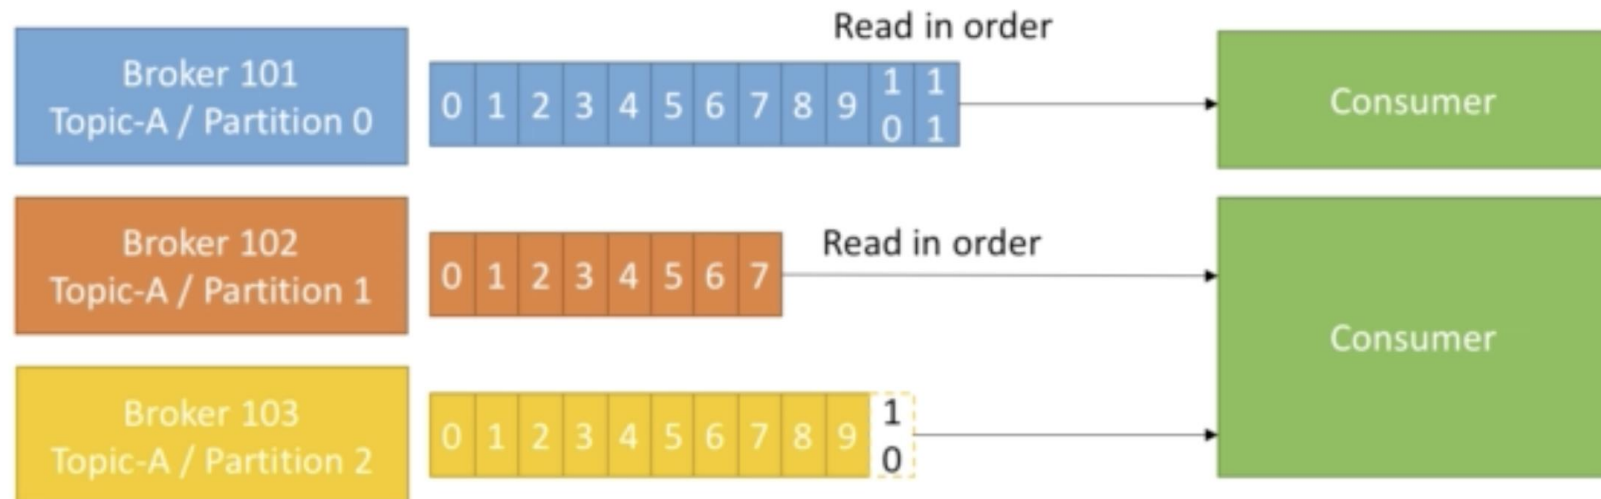 Read in order
Broker 101
Topic-A / Partition 0
0 1 2 3 4 5 6 7 8 9 10 11
Consumer
Broker 102
Topic-A / Partition 1
0 1 2 3 4 5 6 7
Read in order
Consumer
Broker 103
Topic-A / Partition 2
0 1 2 3 4 5 6 7 8 9 10